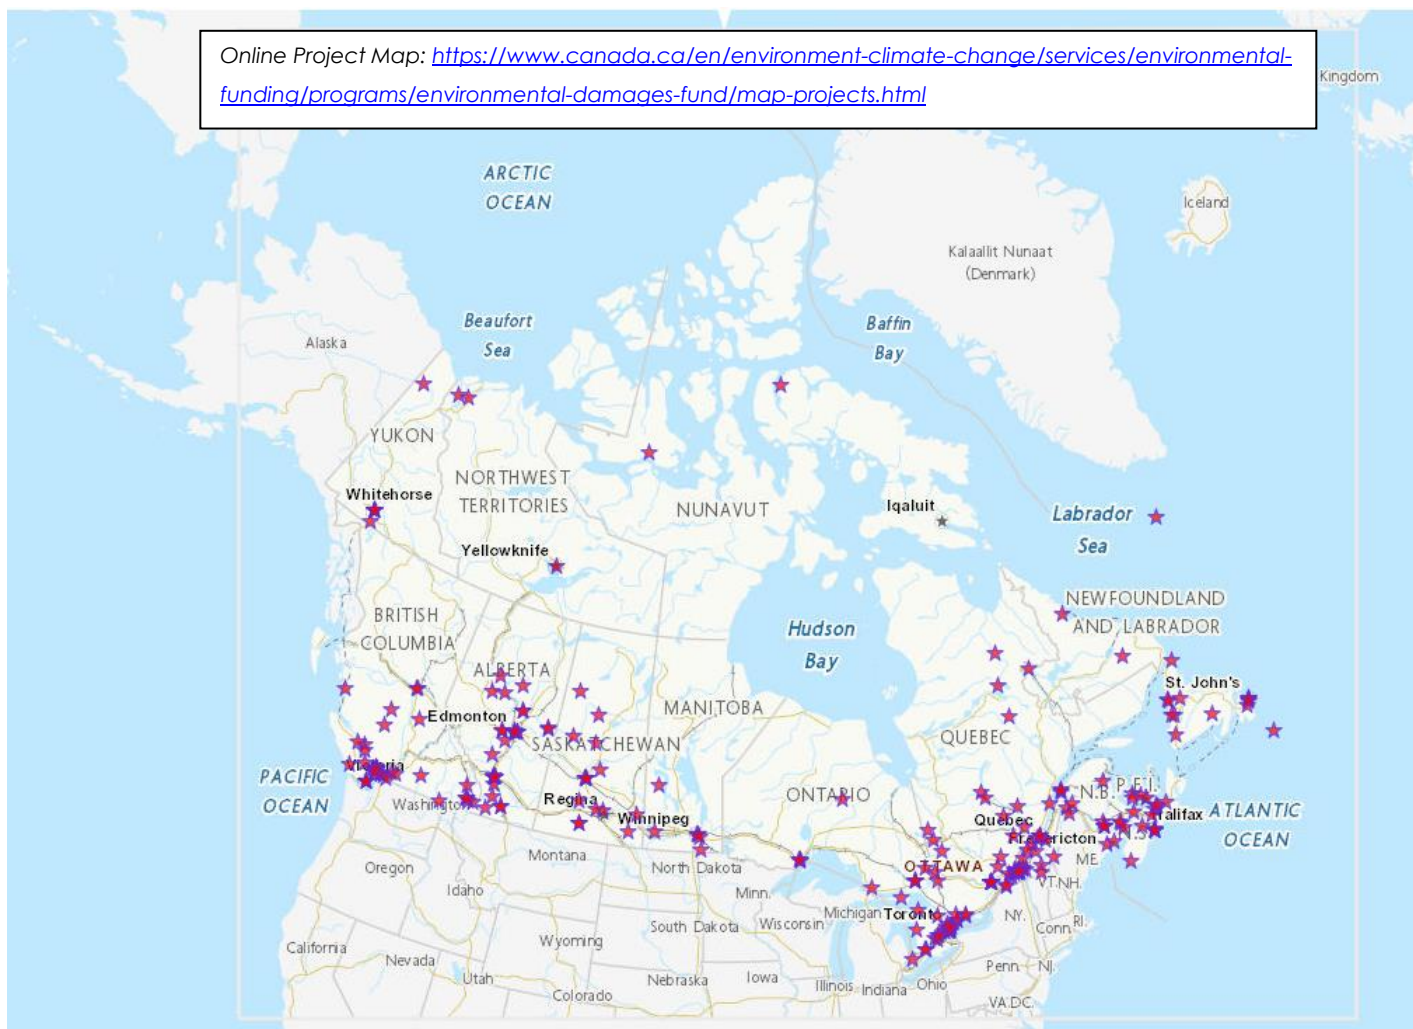 Online Project Map: https://www.canada.ca/en/environment-climate-change/services/environmental-
funding/programs/environmental-damages-fund/map-projects.html
Kingdom
ARCTIC
OCEAN
Iceland
Kalaallit Nunaat
(Denmark)
Beaufort
Sea
Baffin
Bay
Alaska
YUKON
NORTHWEST
TERRITORIES
Whitehorse
NUNAVUT
Iqaluit
Labrador
Sea
Yellowknife
BRITISH
COLUMBIA
NEWFOUNDLAND
AND LABRADOR
Hudson
Bay
ALBERTA
St. John's
MANITOBA
Edmonton
SASKATCHEWAN
QUEBEC
Victoria
PACIFIC
OCEAN
ONTARIO
P.E.I.
N.B.
Washington
Regina
Winnipeg
Quebec
Halifax
ATLANTIC
OCEAN
Fredericton
N.S.
Montana
North Dakota
OTTAWA
ME.
Oregon
Idaho
Minn.
VT.
NH.
Michigan
Toronto
NY.
South Dakota
Wisconsin
Conn.
RI.
Wyoming
California
Nevada
Utah
Nebraska
Iowa
Penn.
NJ.
Illinois
Indiana
Ohio
Colorado
VA.
DC.